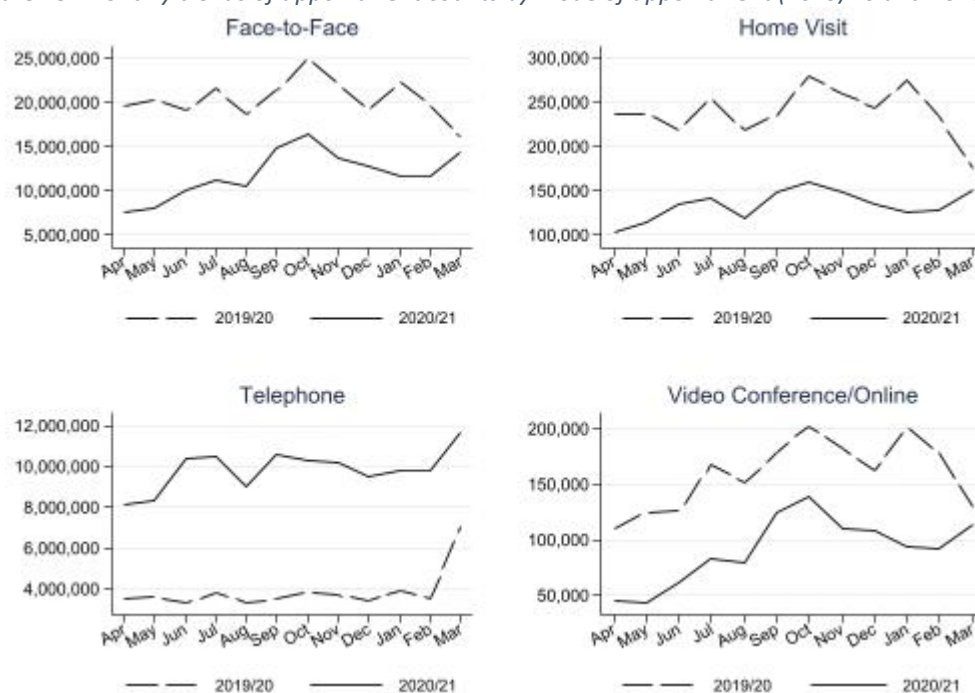 Face-to-Face
25,000,000
20,000,000
15,000,000
10,000,000
5,000,000
Apr May Jun Jul Aug Sep Oct Nov Dec Jan Feb Mar
2019/20 2020/21
Home Visit
300,000
250,000
200,000
150,000
100,000
Apr May Jun Jul Aug Sep Oct Nov Dec Jan Feb Mar
2019/20 2020/21
Telephone
12,000,000
10,000,000
8,000,000
6,000,000
4,000,000
Apr May Jun Jul Aug Sep Oct Nov Dec Jan Feb Mar
2019/20 2020/21
Video Conference/Online
200,000
150,000
100,000
50,000
Apr May Jun Jul Aug Sep Oct Nov Dec Jan Feb Mar
2019/20 2020/21